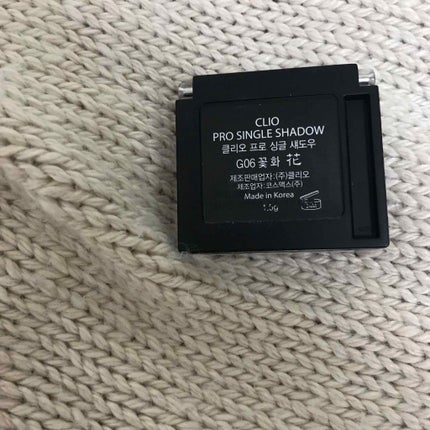 CLIO
PRO SINGLE SHADOW
클리오 프로 싱글 섀도우
G06 꽃 화 花
제조판매업자:(주)클리오
제조업자:코스맥스(주)
Made in Korea
1.5g